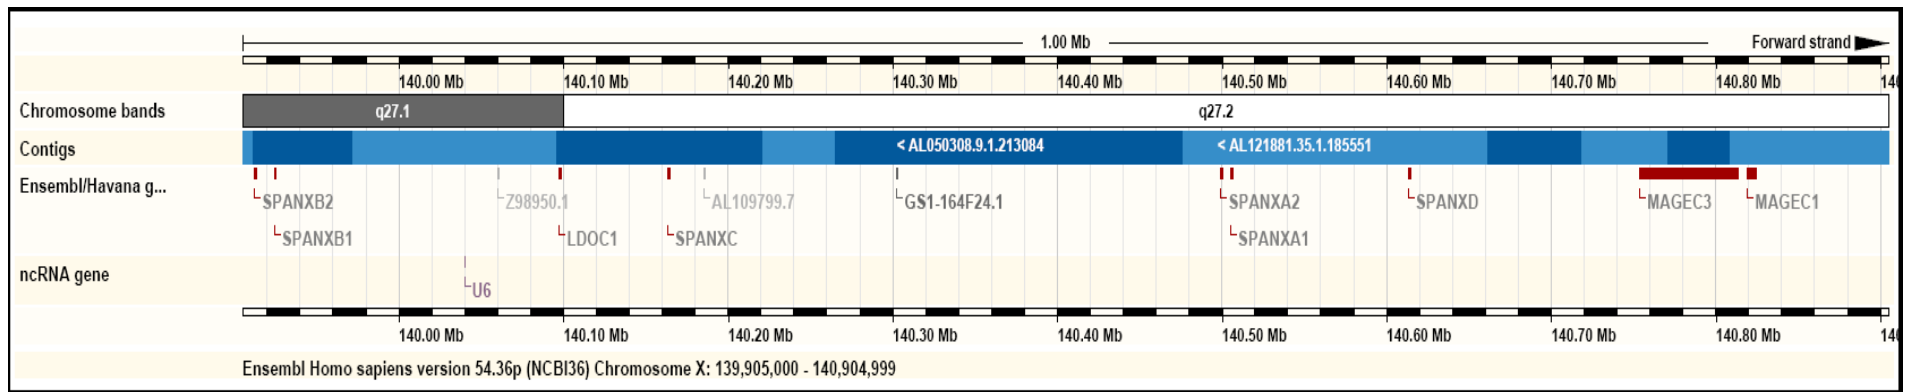 1.00 Mb Forward strand
140.00 Mb 140.10 Mb 140.20 Mb 140.30 Mb 140.40 Mb 140.50 Mb 140.60 Mb 140.70 Mb 140.80 Mb 140
Chromosome bands q27.1 q27.2
Contigs < AL050308.9.1.213084 < AL121881.35.1.185551
Ensembl/Havana g...
SPANXB2 Z98950.1 AL109799.7 GS1-164F24.1 SPANXA2 SPANXD MAGEC3 MAGEC1
SPANXB1 LDOC1 SPANXC SPANXA1
ncRNA gene
U6
140.00 Mb 140.10 Mb 140.20 Mb 140.30 Mb 140.40 Mb 140.50 Mb 140.60 Mb 140.70 Mb 140.80 Mb 140
Ensembl Homo sapiens version 54.36p (NCBI36) Chromosome X: 139,905,000 - 140,904,999